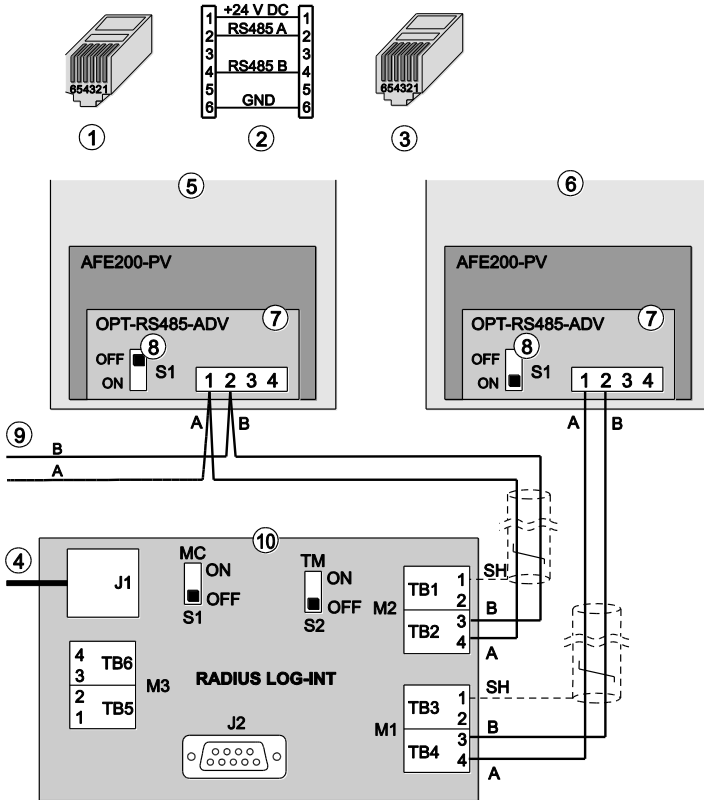 +24 V DC
1 1
RS485 A
2 2
3 3
RS485 B
4 4
5 5
GND
6 6
654321
654321
1
2
3
5
6
AFE200-PV
AFE200-PV
OPT-RS485-ADV
7
OPT-RS485-ADV
7
8
8
OFF
S1
ON
1 2 3 4
OFF
S1
ON
1 2 3 4
A B
A B
9
B
A
10
4
J1
MC
ON
OFF
S1
TM
ON
OFF
S2
SH
M2
TB1
1
2
TB2
3
4
B
A
4
3
TB6
2
1
TB5
M3
RADIUS LOG-INT
J2
SH
M1
TB3
1
2
TB4
3
4
B
A